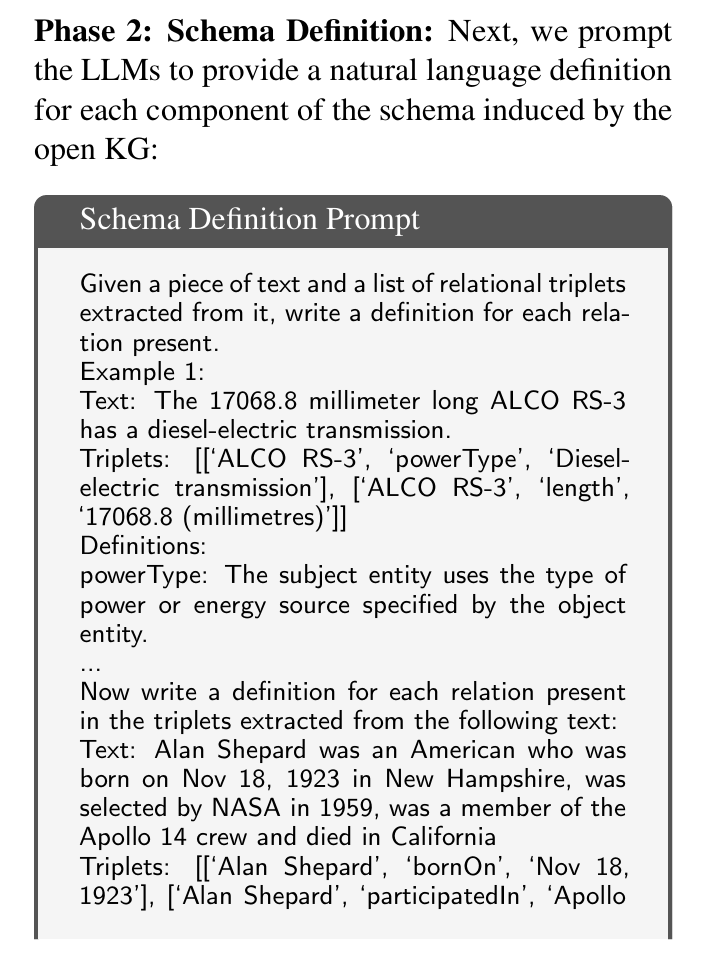 Phase 2: Schema Definition: Next, we prompt
the LLMs to provide a natural language definition
for each component of the schema induced by the
open KG:
Schema Definition Prompt
Given a piece of text and a list of relational triplets
extracted from it, write a definition for each rela-
tion present.
Example 1:
Text: The 17068.8 millimeter long ALCO RS-3
has a diesel-electric transmission.
Triplets: [[‘ALCO RS-3’, ‘powerType’, ‘Diesel-
electric transmission’], [‘ALCO RS-3’, ‘length’,
‘17068.8 (millimetres)’]]
Definitions:
powerType: The subject entity uses the type of
power or energy source specified by the object
entity.
...
Now write a definition for each relation present
in the triplets extracted from the following text:
Text: Alan Shepard was an American who was
born on Nov 18, 1923 in New Hampshire, was
selected by NASA in 1959, was a member of the
Apollo 14 crew and died in California
Triplets: [[‘Alan Shepard’, ‘bornOn’, ‘Nov 18,
1923’], [‘Alan Shepard’, ‘participatedIn’, ‘Apollo